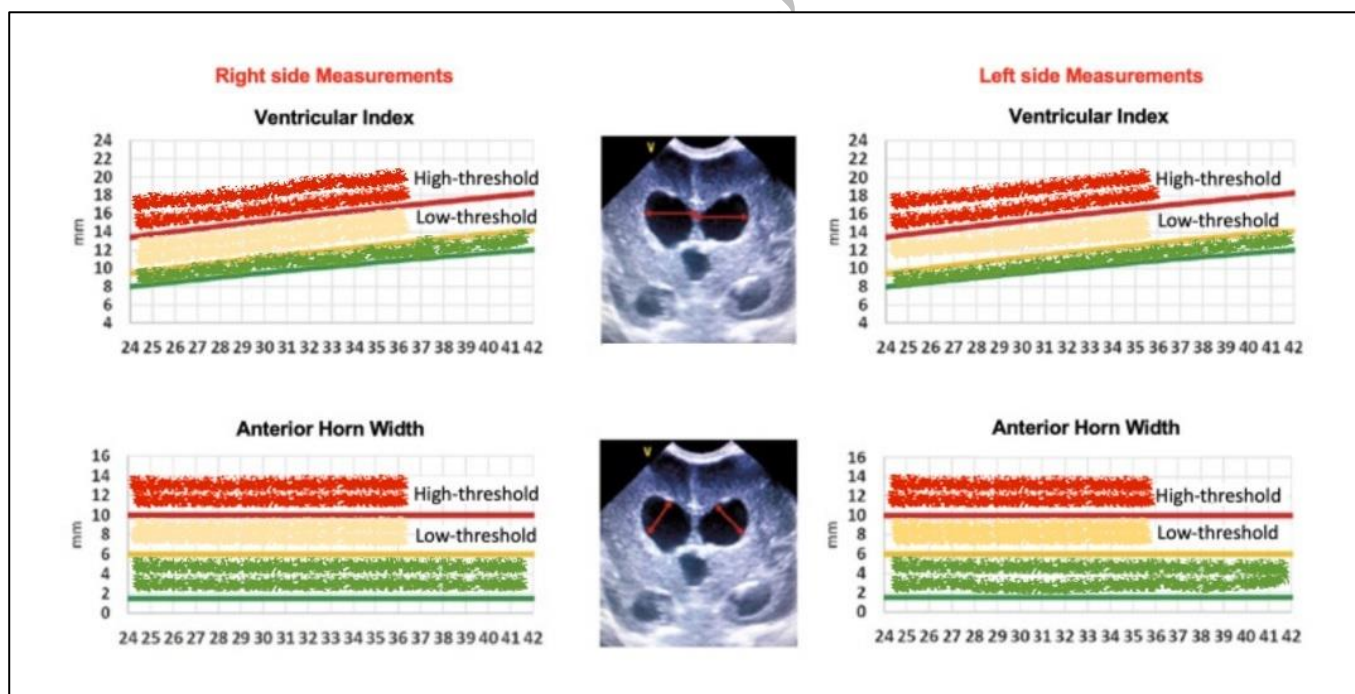 Right side Measurements
Left side Measurements
Ventricular Index
Ventricular Index
24
22
20
18
16
14
12
10
8
6
4
mm
High-threshold
Low-threshold
24 25 26 27 28 29 30 31 32 33 34 35 36 37 38 39 40 41 42
V
24
22
20
18
16
14
12
10
8
6
4
mm
High-threshold
Low-threshold
24 25 26 27 28 29 30 31 32 33 34 35 36 37 38 39 40 41 42
Anterior Horn Width
Anterior Horn Width
16
14
12
10
8
6
4
2
0
mm
High-threshold
Low-threshold
24 25 26 27 28 29 30 31 32 33 34 35 36 37 38 39 40 41 42
V
16
14
12
10
8
6
4
2
0
mm
High-threshold
Low-threshold
24 25 26 27 28 29 30 31 32 33 34 35 36 37 38 39 40 41 42